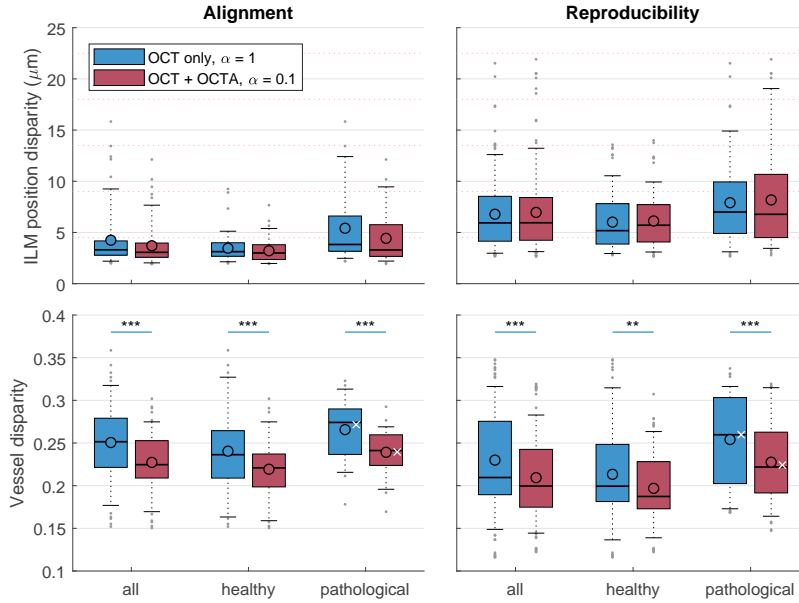 Alignment
Reproducibility
ILM position disparity (μm)
25
20
15
10
5
0
OCT only, α = 1
OCT + OCTA, α = 0.1
Vessel disparity
0.4
0.35
0.3
0.25
0.2
0.15
0.1
***
***
***
***
**
***
all
healthy
pathological
all
healthy
pathological